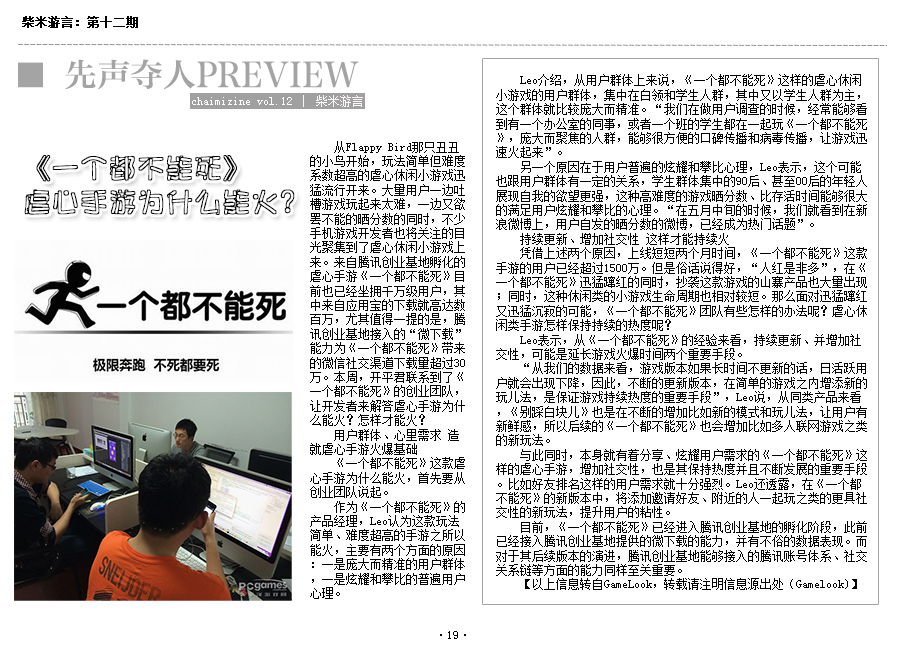 柴米游言：第十二期
先声夺人PREVIEW
chaimizine vol.12 | 柴米游言
《一个都不能死》
虐心手游为什么能火?
一个都不能死
极限奔跑 不死都要死
PCgames
从Flappy Bird那只丑丑
的小鸟开始，玩法简单但难度
系数超高的虐心休闲小游戏迅
猛流行开来。大量用户一边吐
槽游戏玩起来太难，一边又欲
罢不能的晒分数的同时，不少
手机游戏开发者也将关注的目
光聚集到了虐心休闲小游戏上
来。来自腾讯创业基地孵化的
虐心手游《一个都不能死》目
前也已经坐拥千万级用户，其
中来自应用宝的下载就高达数
百万，尤其值得一提的是，腾
讯创业基地接入的“微下载”
能力为《一个都不能死》带来
的微信社交渠道下载量超过30
万。本周，开平君联系到了《
一个都不能死》的创业团队，
让开发者来解答虐心手游为什
么能火？怎样才能火？
用户群体、心里需求 造
就虐心手游火爆基础
《一个都不能死》这款虐
心手游为什么能火，首先要从
创业团队说起。
作为《一个都不能死》的
产品经理，Leo认为这款玩法
简单、难度超高的手游之所以
能火，主要有两个方面的原因
：一是庞大而精准的用户群体
，一是炫耀和攀比的普遍用户
心理。
Leo介绍，从用户群体上来说，《一个都不能死》这样的虐心休闲
小游戏的用户群体，集中在白领和学生人群，其中又以学生人群为主，
这个群体就比较庞大而精准。“我们在做用户调查的时候，经常能够看
到有一个办公室的同事，或者一个班的学生都在一起玩《一个都不能死
》，庞大而聚焦的人群，能够很方便的口碑传播和病毒传播，让游戏迅
速火起来”。
另一个原因在于用户普遍的炫耀和攀比心理，Leo表示，这个可能
也跟用户群体有一定的关系，学生群体集中的90后、甚至00后的年轻人
展现自我的欲望更强，这种高难度的游戏晒分数、比存活时间能够很大
的满足用户炫耀和攀比的心理。“在五月中旬的时候，我们就看到在新
浪微博上，用户自发的晒分数的微博，已经成为热门话题”。
持续更新、增加社交性 这样才能持续火
凭借上述两个原因，上线短短两个月时间，《一个都不能死》这款
手游的用户已经超过1500万。但是俗话说得好，“人红是非多”，在《
一个都不能死》迅猛蹿红的同时，抄袭这款游戏的山寨产品也大量出现
；同时，这种休闲类的小游戏生命周期也相对较短。那么面对迅猛蹿红
又迅猛沉寂的可能，《一个都不能死》团队有些怎样的办法呢？虐心休
闲类手游怎样保持持续的热度呢？
Leo表示，从《一个都不能死》的经验来看，持续更新、并增加社
交性，可能是延长游戏火爆时间两个重要手段。
“从我们的数据来看，游戏版本如果长时间不更新的话，日活跃用
户就会出现下降，因此，不断的更新版本，在简单的游戏之内增添新的
玩儿法，是保证游戏持续热度的重要手段”，Leo说，从同类产品来看
，《别踩白块儿》也是在不断的增加比如新的模式和玩儿法，让用户有
新鲜感，所以后续的《一个都不能死》也会增加比如多人联网游戏之类
的新玩法。
与此同时，本身就有着分享、炫耀用户需求的《一个都不能死》这
样的虐心手游，增加社交性，也是其保持热度并且不断发展的重要手段
。比如好友排名这样的用户需求就十分强烈。Leo还透露，在《一个都
不能死》的新版本中，将添加邀请好友、附近的人一起玩之类的更具社
交性的新玩法，提升用户的粘性。
目前，《一个都不能死》已经进入腾讯创业基地的孵化阶段，此前
已经接入腾讯创业基地提供的微下载的能力，并有不俗的数据表现。而
对于其后续版本的演进，腾讯创业基地能够接入的腾讯账号体系、社交
关系链等方面的能力同样至关重要。
【以上信息转自GameLook，转载请注明信息源出处（Gamelook)】
·19·